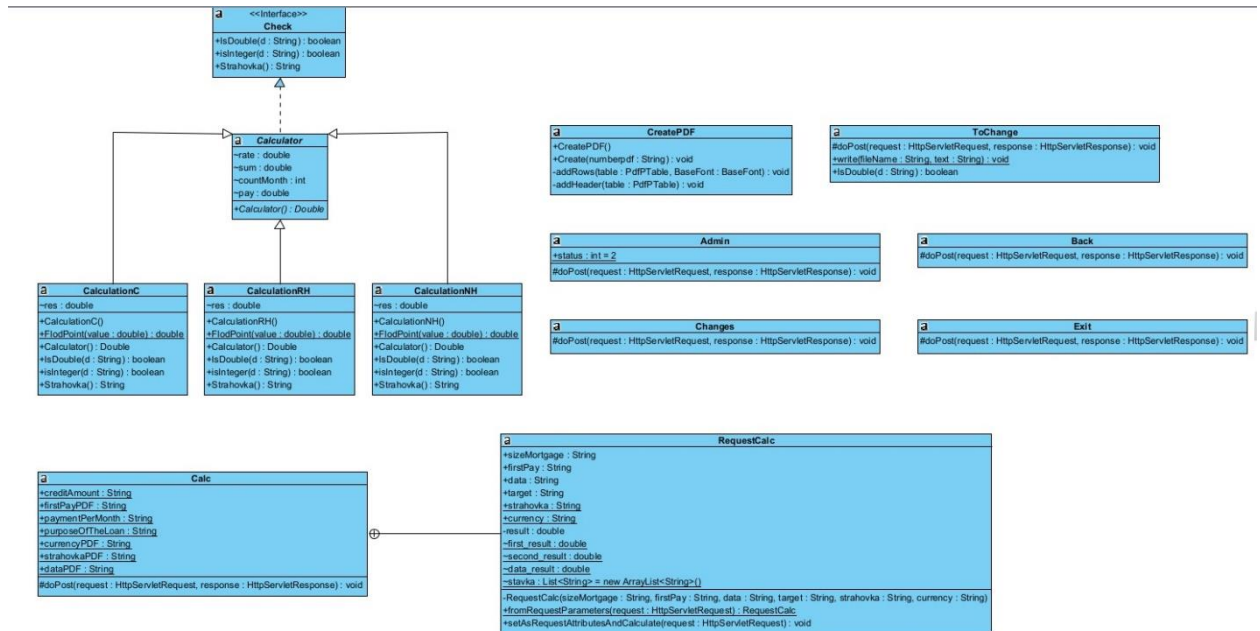 <<Interface>>
Check
+IsDouble(d : String) : boolean
+isInteger(d : String) : boolean
+Strahovka() : String
Calculator
~rate : double
~sum : double
~countMonth : int
~pay : double
+Calculator() : Double
CreatePDF
+CreatePDF()
+Create(numberpdf : String) : void
-addRows(table : PdfPTable, BaseFont : BaseFont) : void
-addHeader(table : PdfPTable) : void
ToChange
#doPost(request : HttpServletRequest, response : HttpServletResponse) : void
+write(fileName : String, text : String) : void
+IsDouble(d : String) : boolean
Admin
+status : int = 2
#doPost(request : HttpServletRequest, response : HttpServletResponse) : void
Back
#doPost(request : HttpServletRequest, response : HttpServletResponse) : void
CalculationC
~res : double
+CalculationC()
+FlodPoint(value : double) : double
+Calculator() : Double
+IsDouble(d : String) : boolean
+isInteger(d : String) : boolean
+Strahovka() : String
CalculationRH
~res : double
+CalculationRH()
+FlodPoint(value : double) : double
+Calculator() : Double
+IsDouble(d : String) : boolean
+isInteger(d : String) : boolean
+Strahovka() : String
CalculationNH
~res : double
+CalculationNH()
+FlodPoint(value : double) : double
+Calculator() : Double
+IsDouble(d : String) : boolean
+isInteger(d : String) : boolean
+Strahovka() : String
Changes
#doPost(request : HttpServletRequest, response : HttpServletResponse) : void
Exit
#doPost(request : HttpServletRequest, response : HttpServletResponse) : void
Calc
+creditAmount : String
+firstPayPDF : String
+paymentPerMonth : String
+purposeOfTheLoan : String
+currencyPDF : String
+strahovkaPDF : String
+dataPDF : String
#doPost(request : HttpServletRequest, response : HttpServletResponse) : void
RequestCalc
+sizeMortgage : String
+firstPay : String
+data : String
+target : String
+strahovka : String
+currency : String
-result : double
~first_result : double
~second_result : double
~data_result : double
~stavka : List<String> = new ArrayList<String>()
-RequestCalc(sizeMortgage : String, firstPay : String, data : String, target : String, strahovka : String, currency : String)
+fromRequestParameters(request : HttpServletRequest) : RequestCalc
+setAsRequestAttributesAndCalculate(request : HttpServletRequest) : void